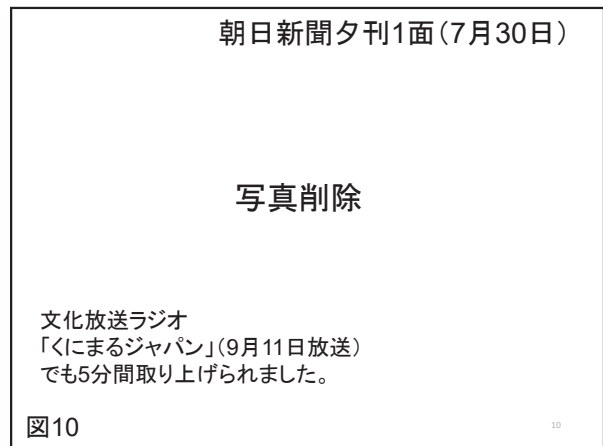 朝日新聞夕刊1面（7月30日）
写真削除
文化放送ラジオ
「くにまるジャパン」（9月11日放送）
でも5分間取り上げられました。
図10
10